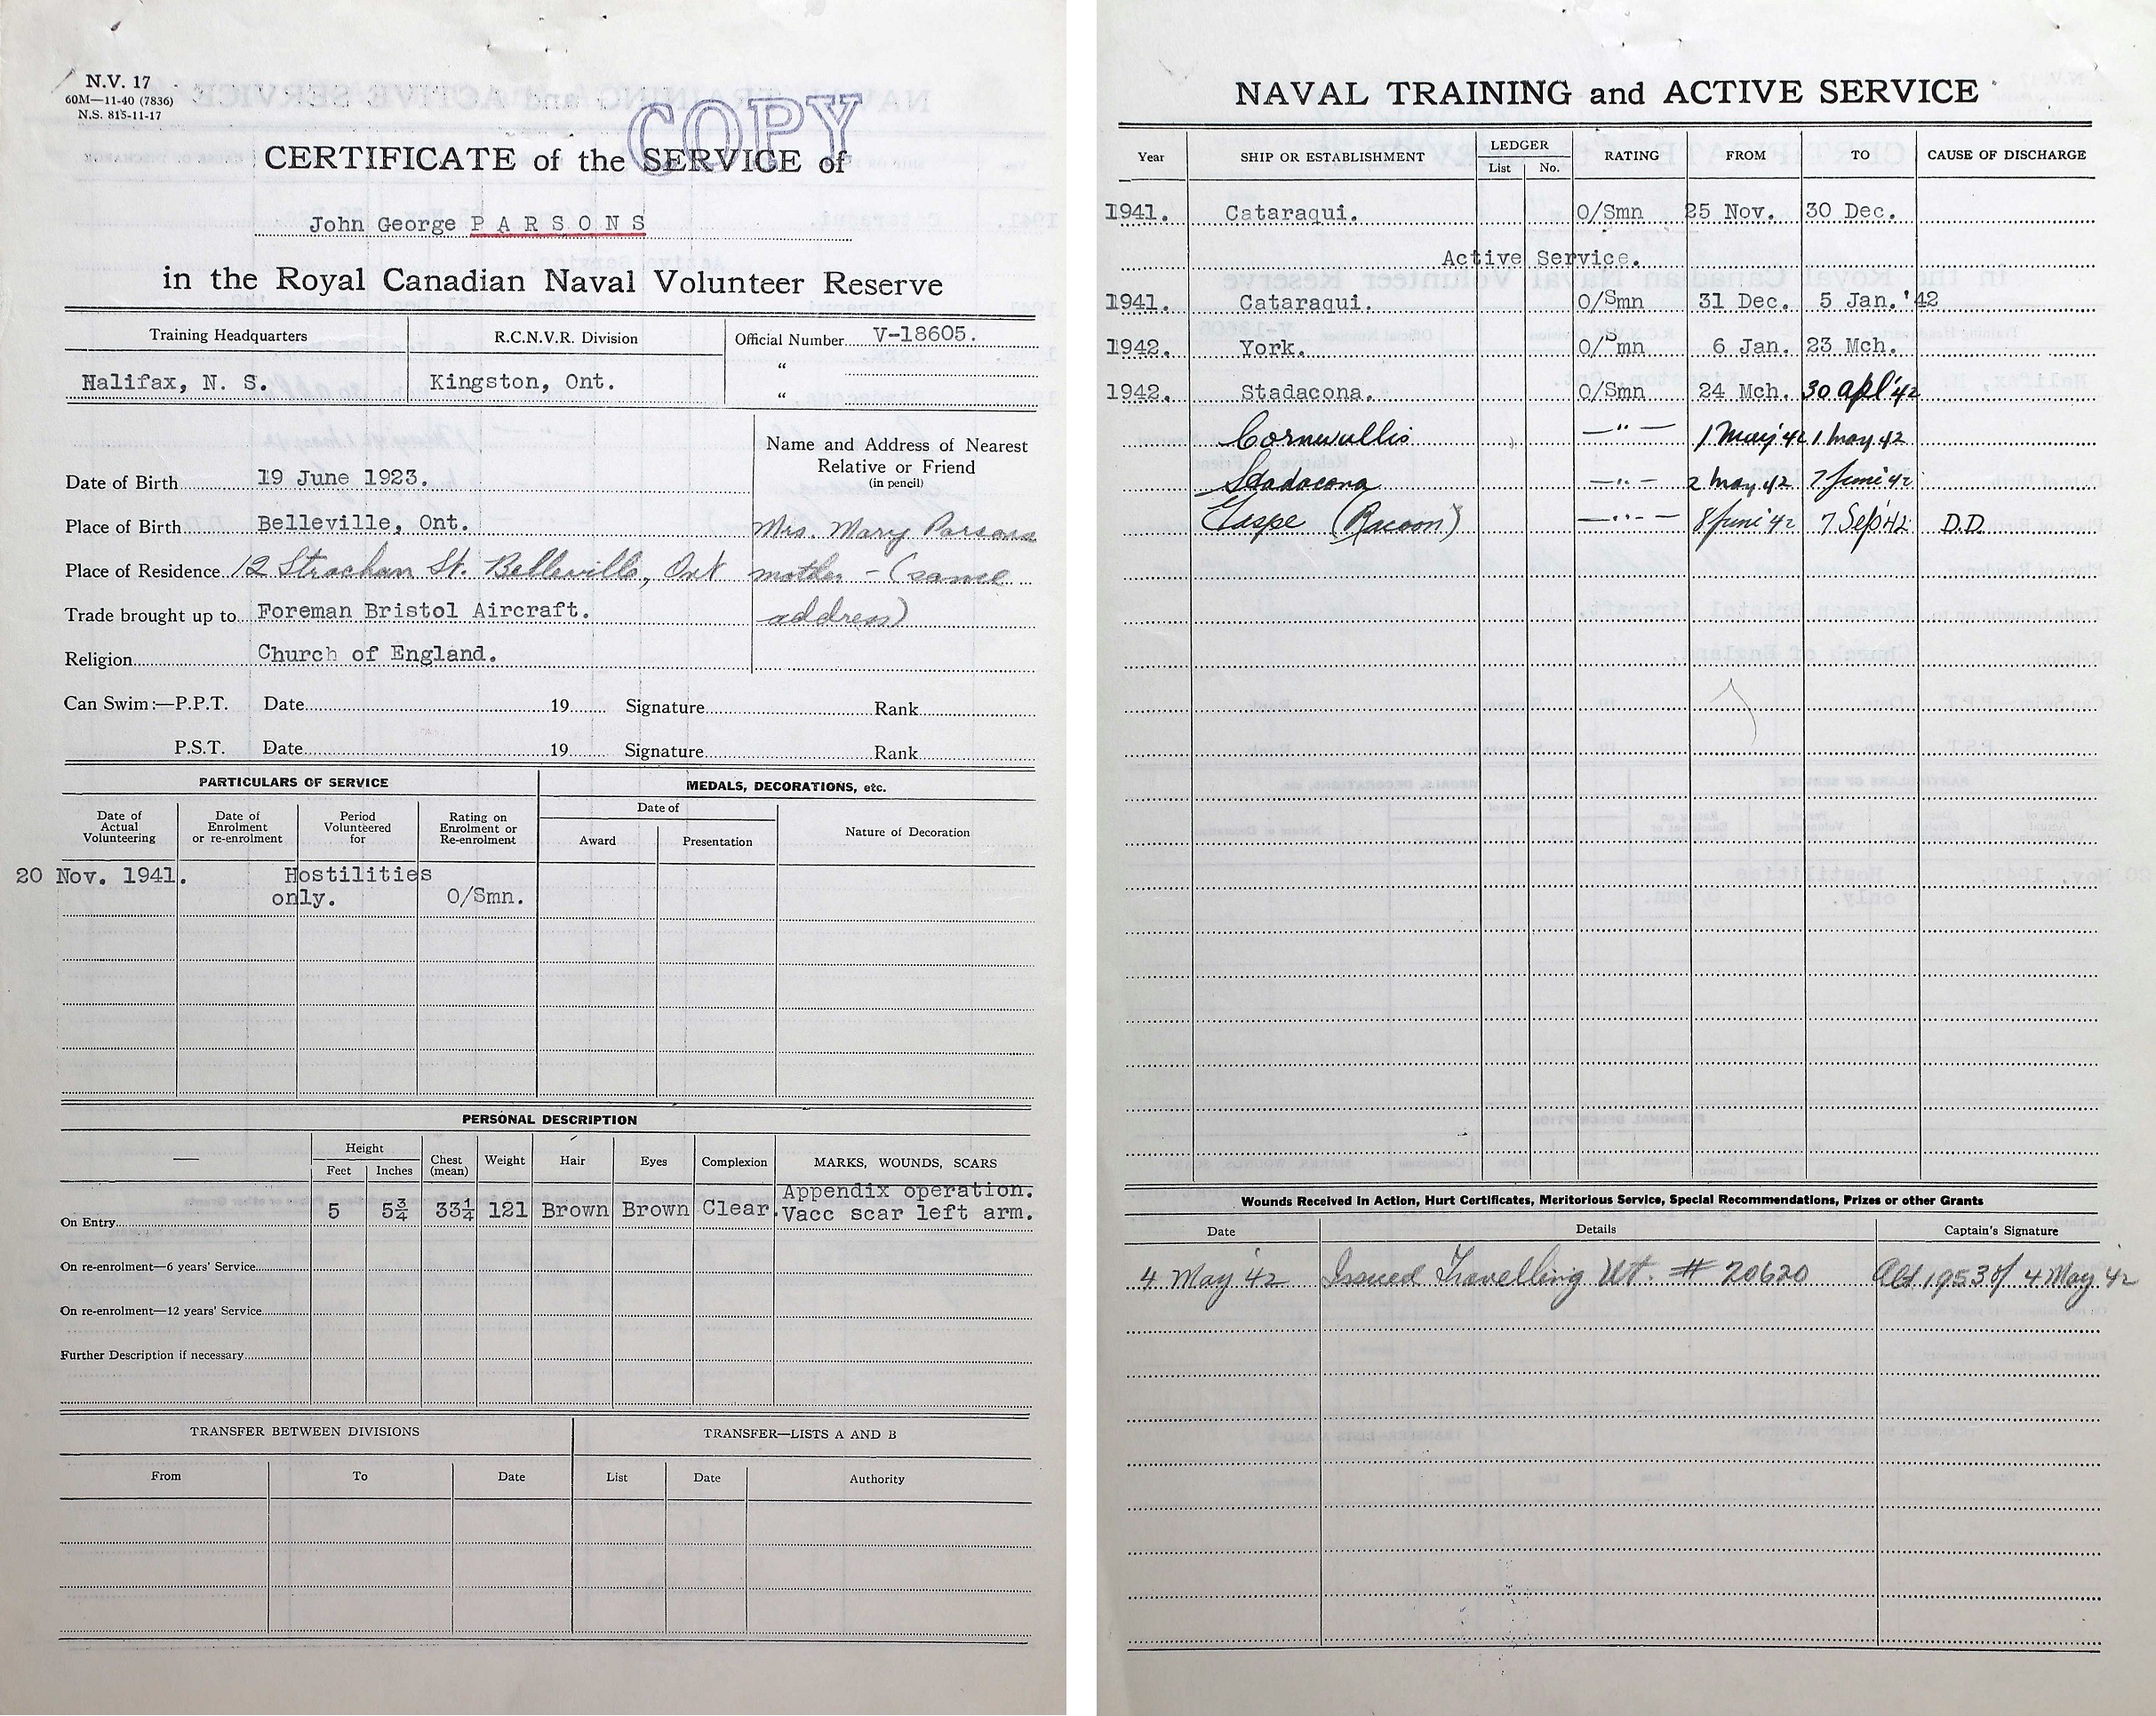 N.V. 17
60M—11-40 (7836)
N.S. 815-11-17
COPY
CERTIFICATE of the SERVICE of
John George PARSONS
in the Royal Canadian Naval Volunteer Reserve
Training Headquarters R.C.N.V.R. Division Official Number V-18605.
"
Halifax, N. S. Kingston, Ont.
"
Name and Address of Nearest
Relative or Friend
(in pencil)
Date of Birth 19 June 1923.
Place of Birth Belleville, Ont. Mrs. Mary Parsons
Place of Residence 12 Strachan St. Belleville, Ont mother - (same
Trade brought up to Foreman Bristol Aircraft. address)
Religion Church of England.
Can Swim:—P.P.T. Date 19 Signature Rank
P.S.T. Date 19 Signature Rank
PARTICULARS OF SERVICE MEDALS, DECORATIONS, etc.
Date of Actual Volunteering Date of Enrolment or re-enrolment Period Volunteered for Rating on Enrolment or Re-enrolment Date of Award Presentation Nature of Decoration
20 Nov. 1941. Hostilities
only. O/Smn.
PERSONAL DESCRIPTION
— Height Feet Inches Chest (mean) Weight Hair Eyes Complexion MARKS, WOUNDS, SCARS
Appendix operation.
On Entry 5 5¾ 33¼ 121 Brown Brown Clear. Vacc scar left arm.
On re-enrolment—6 years' Service
On re-enrolment—12 years' Service
Further Description if necessary
TRANSFER BETWEEN DIVISIONS TRANSFER—LISTS A AND B
From To Date List Date Authority
NAVAL TRAINING and ACTIVE SERVICE
Year SHIP OR ESTABLISHMENT LEDGER List No. RATING FROM TO CAUSE OF DISCHARGE
1941. Cataraqui. O/Smn 25 Nov. 30 Dec.
Active Service.
1941. Cataraqui. O/Smn 31 Dec. 5 Jan.'42
1942. York. O/Smn 6 Jan. 23 Mch.
1942. Stadacona. O/Smn 24 Mch. 30 Apl '42
Cornwallis —"— 1 May '42 1 May 42
Stadacona —"— 2 May 42 7 June '42
Gaspe (Racoon) —"— 8 June '42 7 Sep '42 D.D.
Wounds Received in Action, Hurt Certificates, Meritorious Service, Special Recommendations, Prizes or other Grants
Date Details Captain's Signature
4 May '42 Issued Travelling Wt. # 20620 1953 of 4 May 42